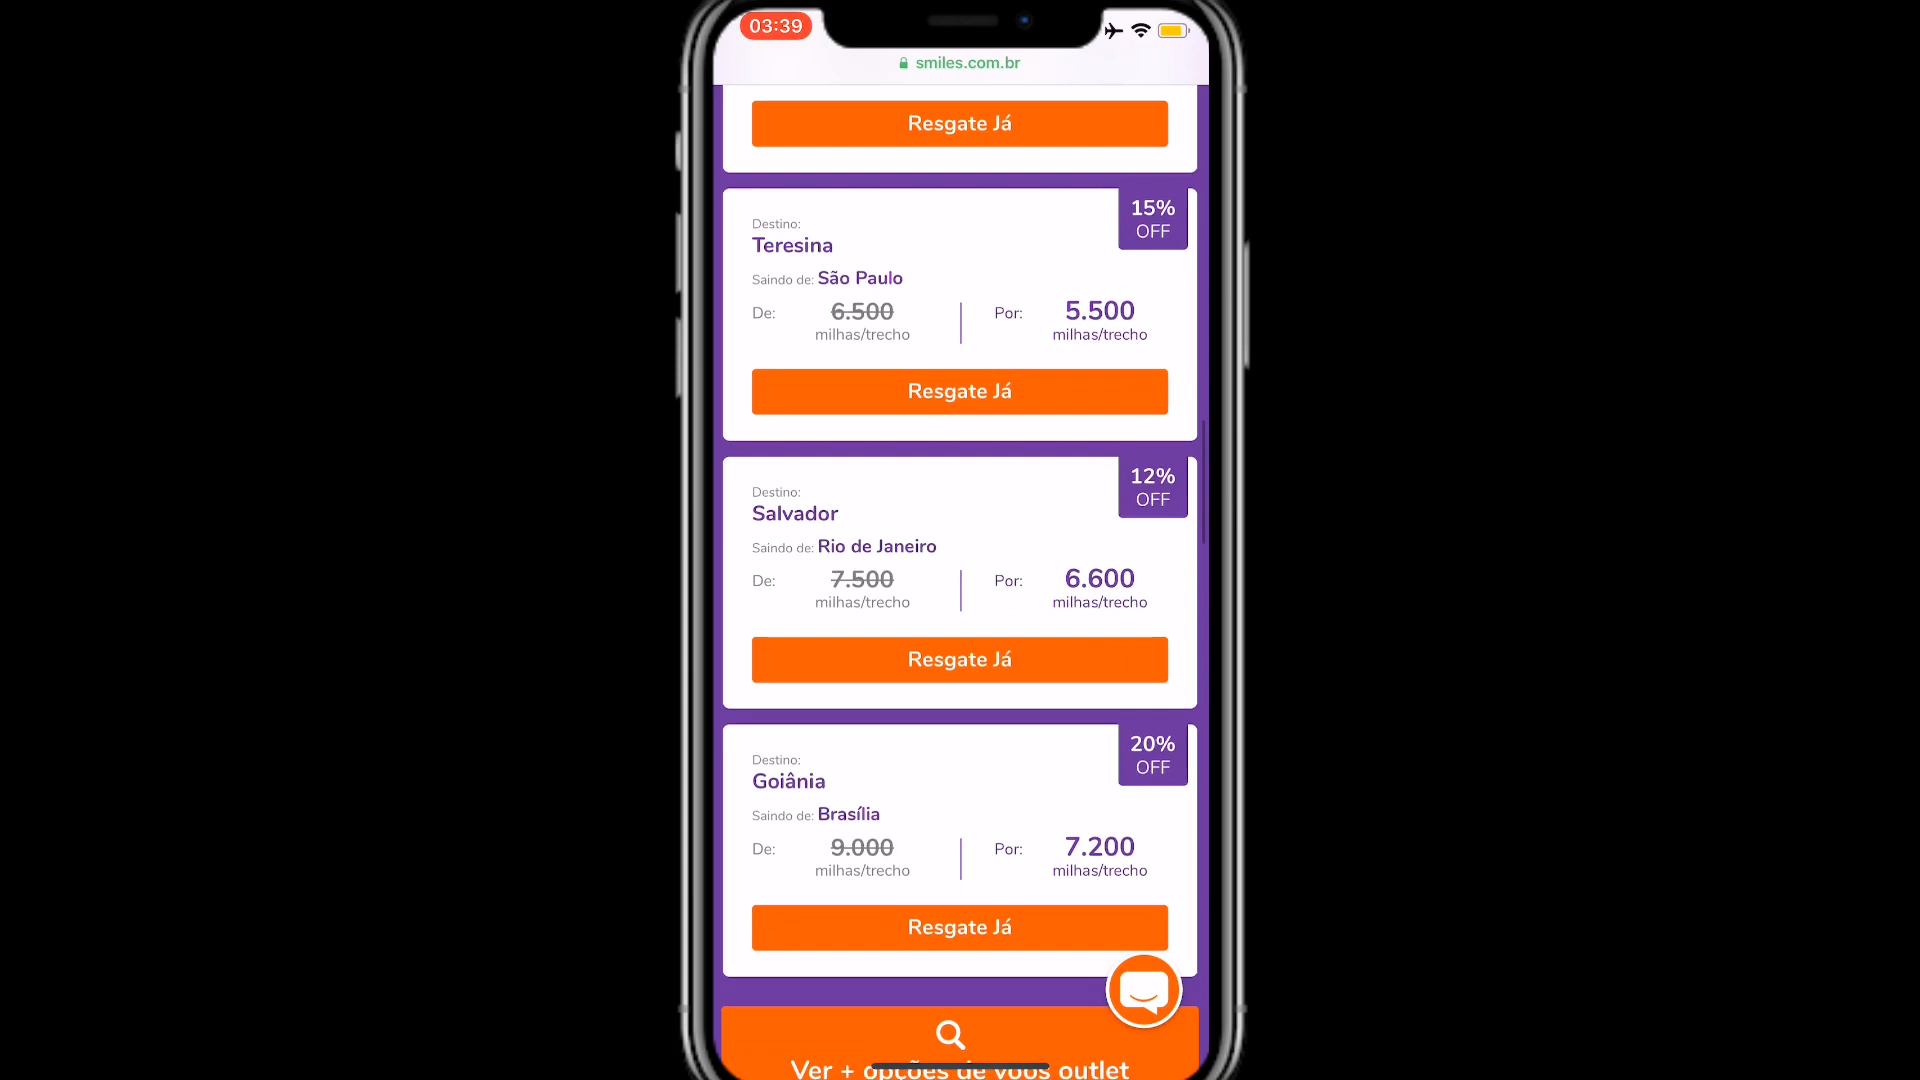 03:39
smiles.com.br
Resgate Já
15%
OFF
Destino:
Teresina
Saindo de: São Paulo
De: 6.500 Por: 5.500
milhas/trecho milhas/trecho
Resgate Já
12%
OFF
Destino:
Salvador
Saindo de: Rio de Janeiro
De: 7.500 Por: 6.600
milhas/trecho milhas/trecho
Resgate Já
20%
OFF
Destino:
Goiânia
Saindo de: Brasília
De: 9.000 Por: 7.200
milhas/trecho milhas/trecho
Resgate Já
Ver + opções de voos outlet